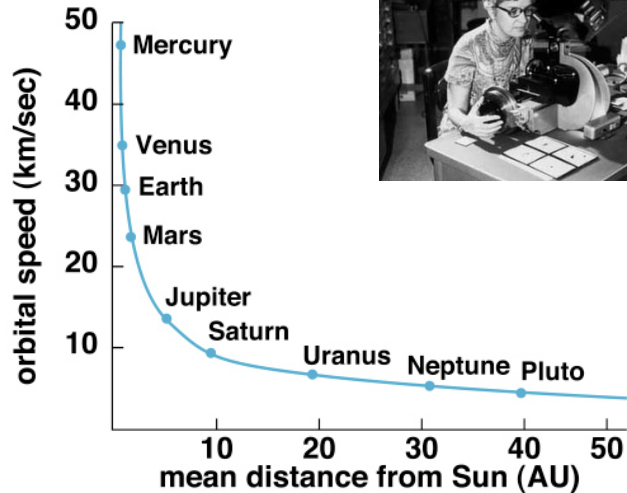 50
Mercury
40
Venus
30
Earth
Mars
20
Jupiter
Saturn
10
Uranus
Neptune
Pluto
10 20 30 40 50
mean distance from Sun (AU)
orbital speed (km/sec)